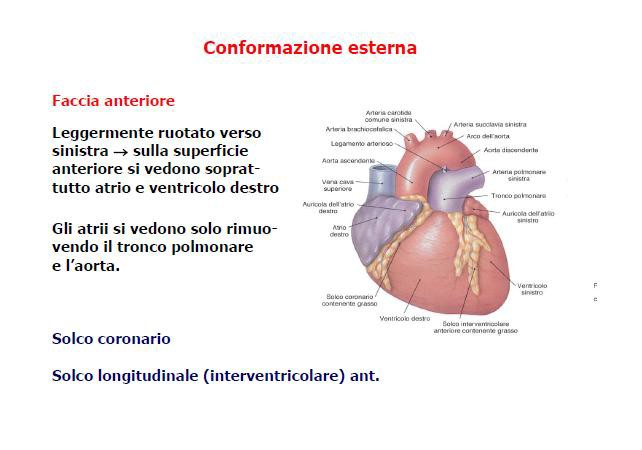 Conformazione esterna
Faccia anteriore
Leggermente ruotato verso
sinistra → sulla superficie
anteriore si vedono soprat-
tutto atrio e ventricolo destro
Gli atrii si vedono solo rimuo-
vendo il tronco polmonare
e l’aorta.
Solco coronario
Solco longitudinale (interventricolare) ant.
Arteria carotide
comune sinistra
Arteria brachiocefalica
Legamento arterioso
Aorta ascendente
Vena cava
superiore
Auricola dell'atrio
destro
Atrio
destro
Solco coronario
contenente grasso
Ventricolo destro
Arteria succlavia sinistra
Arco dell'aorta
Aorta discendente
Arteria polmonare
sinistra
Tronco polmonare
Auricola dell'atrio
sinistro
Ventricolo
sinistro
Solco interventricolare
anteriore contenente grasso
F
c